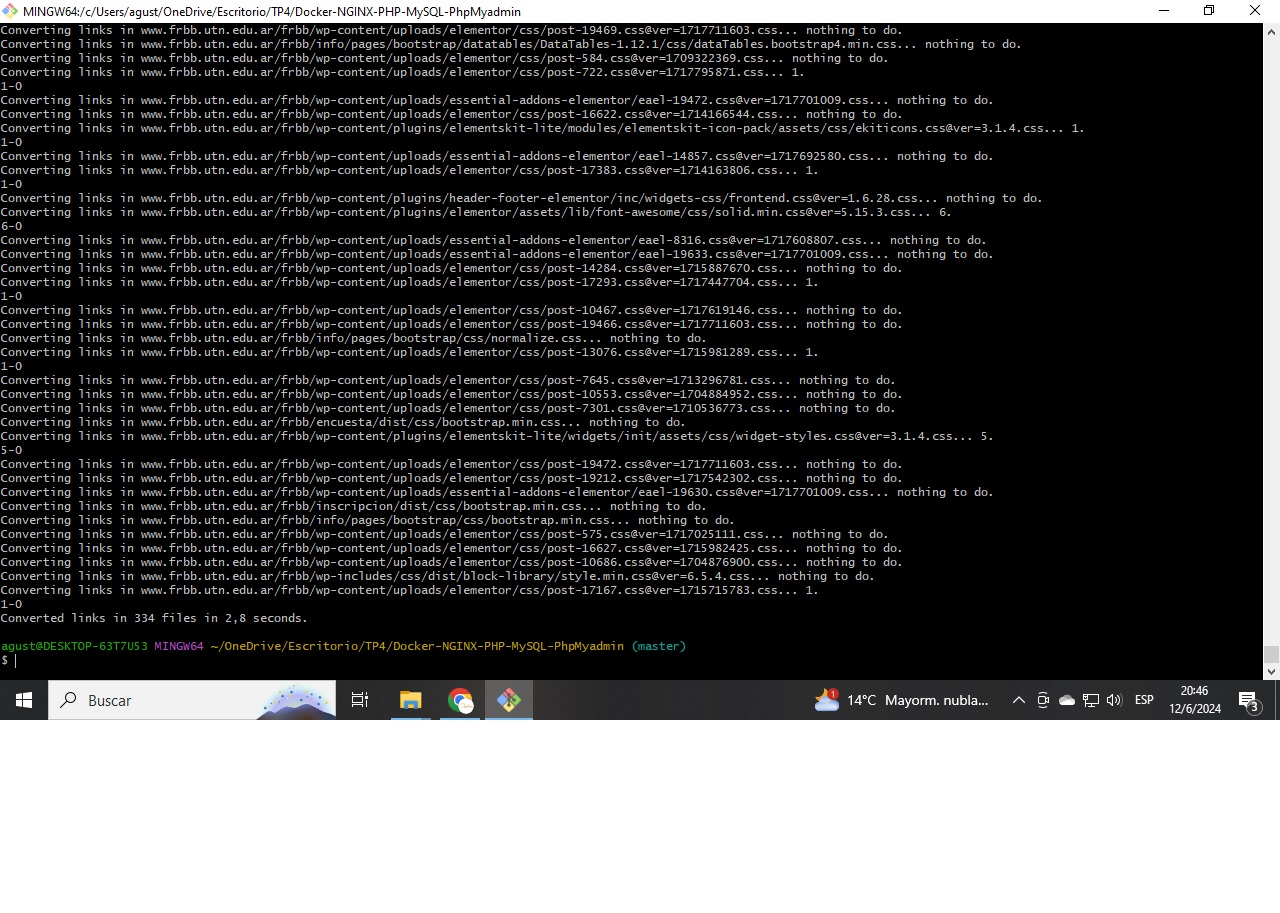 MINGW64:/c/Users/agust/OneDrive/Escritorio/TP4/Docker-NGINX-PHP-MySQL-PhpMyadmin
Converting links in www.frbb.utn.edu.ar/frbb/wp-content/uploads/elementor/css/post-19469.css@ver=1717711603.css... nothing to do.
Converting links in www.frbb.utn.edu.ar/frbb/info/pages/bootstrap/datatables/DataTables-1.12.1/css/dataTables.bootstrap4.min.css... nothing to do.
Converting links in www.frbb.utn.edu.ar/frbb/wp-content/uploads/elementor/css/post-584.css@ver=1709322369.css... nothing to do.
Converting links in www.frbb.utn.edu.ar/frbb/wp-content/uploads/elementor/css/post-722.css@ver=1717795871.css... 1.
1-0
Converting links in www.frbb.utn.edu.ar/frbb/wp-content/uploads/essential-addons-elementor/eael-19472.css@ver=1717701009.css... nothing to do.
Converting links in www.frbb.utn.edu.ar/frbb/wp-content/uploads/elementor/css/post-16622.css@ver=1714166544.css... nothing to do.
Converting links in www.frbb.utn.edu.ar/frbb/wp-content/plugins/elementskit-lite/modules/elementskit-icon-pack/assets/css/ekiticons.css@ver=3.1.4.css... 1.
1-0
Converting links in www.frbb.utn.edu.ar/frbb/wp-content/uploads/essential-addons-elementor/eael-14857.css@ver=1717692580.css... nothing to do.
Converting links in www.frbb.utn.edu.ar/frbb/wp-content/uploads/elementor/css/post-17383.css@ver=1714163806.css... 1.
1-0
Converting links in www.frbb.utn.edu.ar/frbb/wp-content/plugins/header-footer-elementor/inc/widgets-css/frontend.css@ver=1.6.28.css... nothing to do.
Converting links in www.frbb.utn.edu.ar/frbb/wp-content/plugins/elementor/assets/lib/font-awesome/css/solid.min.css@ver=5.15.3.css... 6.
6-0
Converting links in www.frbb.utn.edu.ar/frbb/wp-content/uploads/essential-addons-elementor/eael-8316.css@ver=1717608807.css... nothing to do.
Converting links in www.frbb.utn.edu.ar/frbb/wp-content/uploads/essential-addons-elementor/eael-19633.css@ver=1717701009.css... nothing to do.
Converting links in www.frbb.utn.edu.ar/frbb/wp-content/uploads/elementor/css/post-14284.css@ver=1715887670.css... nothing to do.
Converting links in www.frbb.utn.edu.ar/frbb/wp-content/uploads/elementor/css/post-17293.css@ver=1717447704.css... 1.
1-0
Converting links in www.frbb.utn.edu.ar/frbb/wp-content/uploads/elementor/css/post-10467.css@ver=1717619146.css... nothing to do.
Converting links in www.frbb.utn.edu.ar/frbb/wp-content/uploads/elementor/css/post-19466.css@ver=1717711603.css... nothing to do.
Converting links in www.frbb.utn.edu.ar/frbb/info/pages/bootstrap/css/normalize.css... nothing to do.
Converting links in www.frbb.utn.edu.ar/frbb/wp-content/uploads/elementor/css/post-13076.css@ver=1715981289.css... 1.
1-0
Converting links in www.frbb.utn.edu.ar/frbb/wp-content/uploads/elementor/css/post-7645.css@ver=1713296781.css... nothing to do.
Converting links in www.frbb.utn.edu.ar/frbb/wp-content/uploads/elementor/css/post-10553.css@ver=1704884952.css... nothing to do.
Converting links in www.frbb.utn.edu.ar/frbb/wp-content/uploads/elementor/css/post-7301.css@ver=1710536773.css... nothing to do.
Converting links in www.frbb.utn.edu.ar/frbb/encuesta/dist/css/bootstrap.min.css... nothing to do.
Converting links in www.frbb.utn.edu.ar/frbb/wp-content/plugins/elementskit-lite/widgets/init/assets/css/widget-styles.css@ver=3.1.4.css... 5.
5-0
Converting links in www.frbb.utn.edu.ar/frbb/wp-content/uploads/elementor/css/post-19472.css@ver=1717711603.css... nothing to do.
Converting links in www.frbb.utn.edu.ar/frbb/wp-content/uploads/elementor/css/post-19212.css@ver=1717542302.css... nothing to do.
Converting links in www.frbb.utn.edu.ar/frbb/wp-content/uploads/essential-addons-elementor/eael-19630.css@ver=1717701009.css... nothing to do.
Converting links in www.frbb.utn.edu.ar/frbb/inscripcion/dist/css/bootstrap.min.css... nothing to do.
Converting links in www.frbb.utn.edu.ar/frbb/info/pages/bootstrap/css/bootstrap.min.css... nothing to do.
Converting links in www.frbb.utn.edu.ar/frbb/wp-content/uploads/elementor/css/post-575.css@ver=1717025111.css... nothing to do.
Converting links in www.frbb.utn.edu.ar/frbb/wp-content/uploads/elementor/css/post-16627.css@ver=1715982425.css... nothing to do.
Converting links in www.frbb.utn.edu.ar/frbb/wp-content/uploads/elementor/css/post-10686.css@ver=1704876900.css... nothing to do.
Converting links in www.frbb.utn.edu.ar/frbb/wp-includes/css/dist/block-library/style.min.css@ver=6.5.4.css... nothing to do.
Converting links in www.frbb.utn.edu.ar/frbb/wp-content/uploads/elementor/css/post-17167.css@ver=1715715783.css... 1.
1-0
Converted links in 334 files in 2,8 seconds.
agust@DESKTOP-63T7U53 MINGW64 ~/OneDrive/Escritorio/TP4/Docker-NGINX-PHP-MySQL-PhpMyadmin (master)
$
Buscar
1
14°C Mayorm. nubla...
ESP
20:46
12/6/2024
3